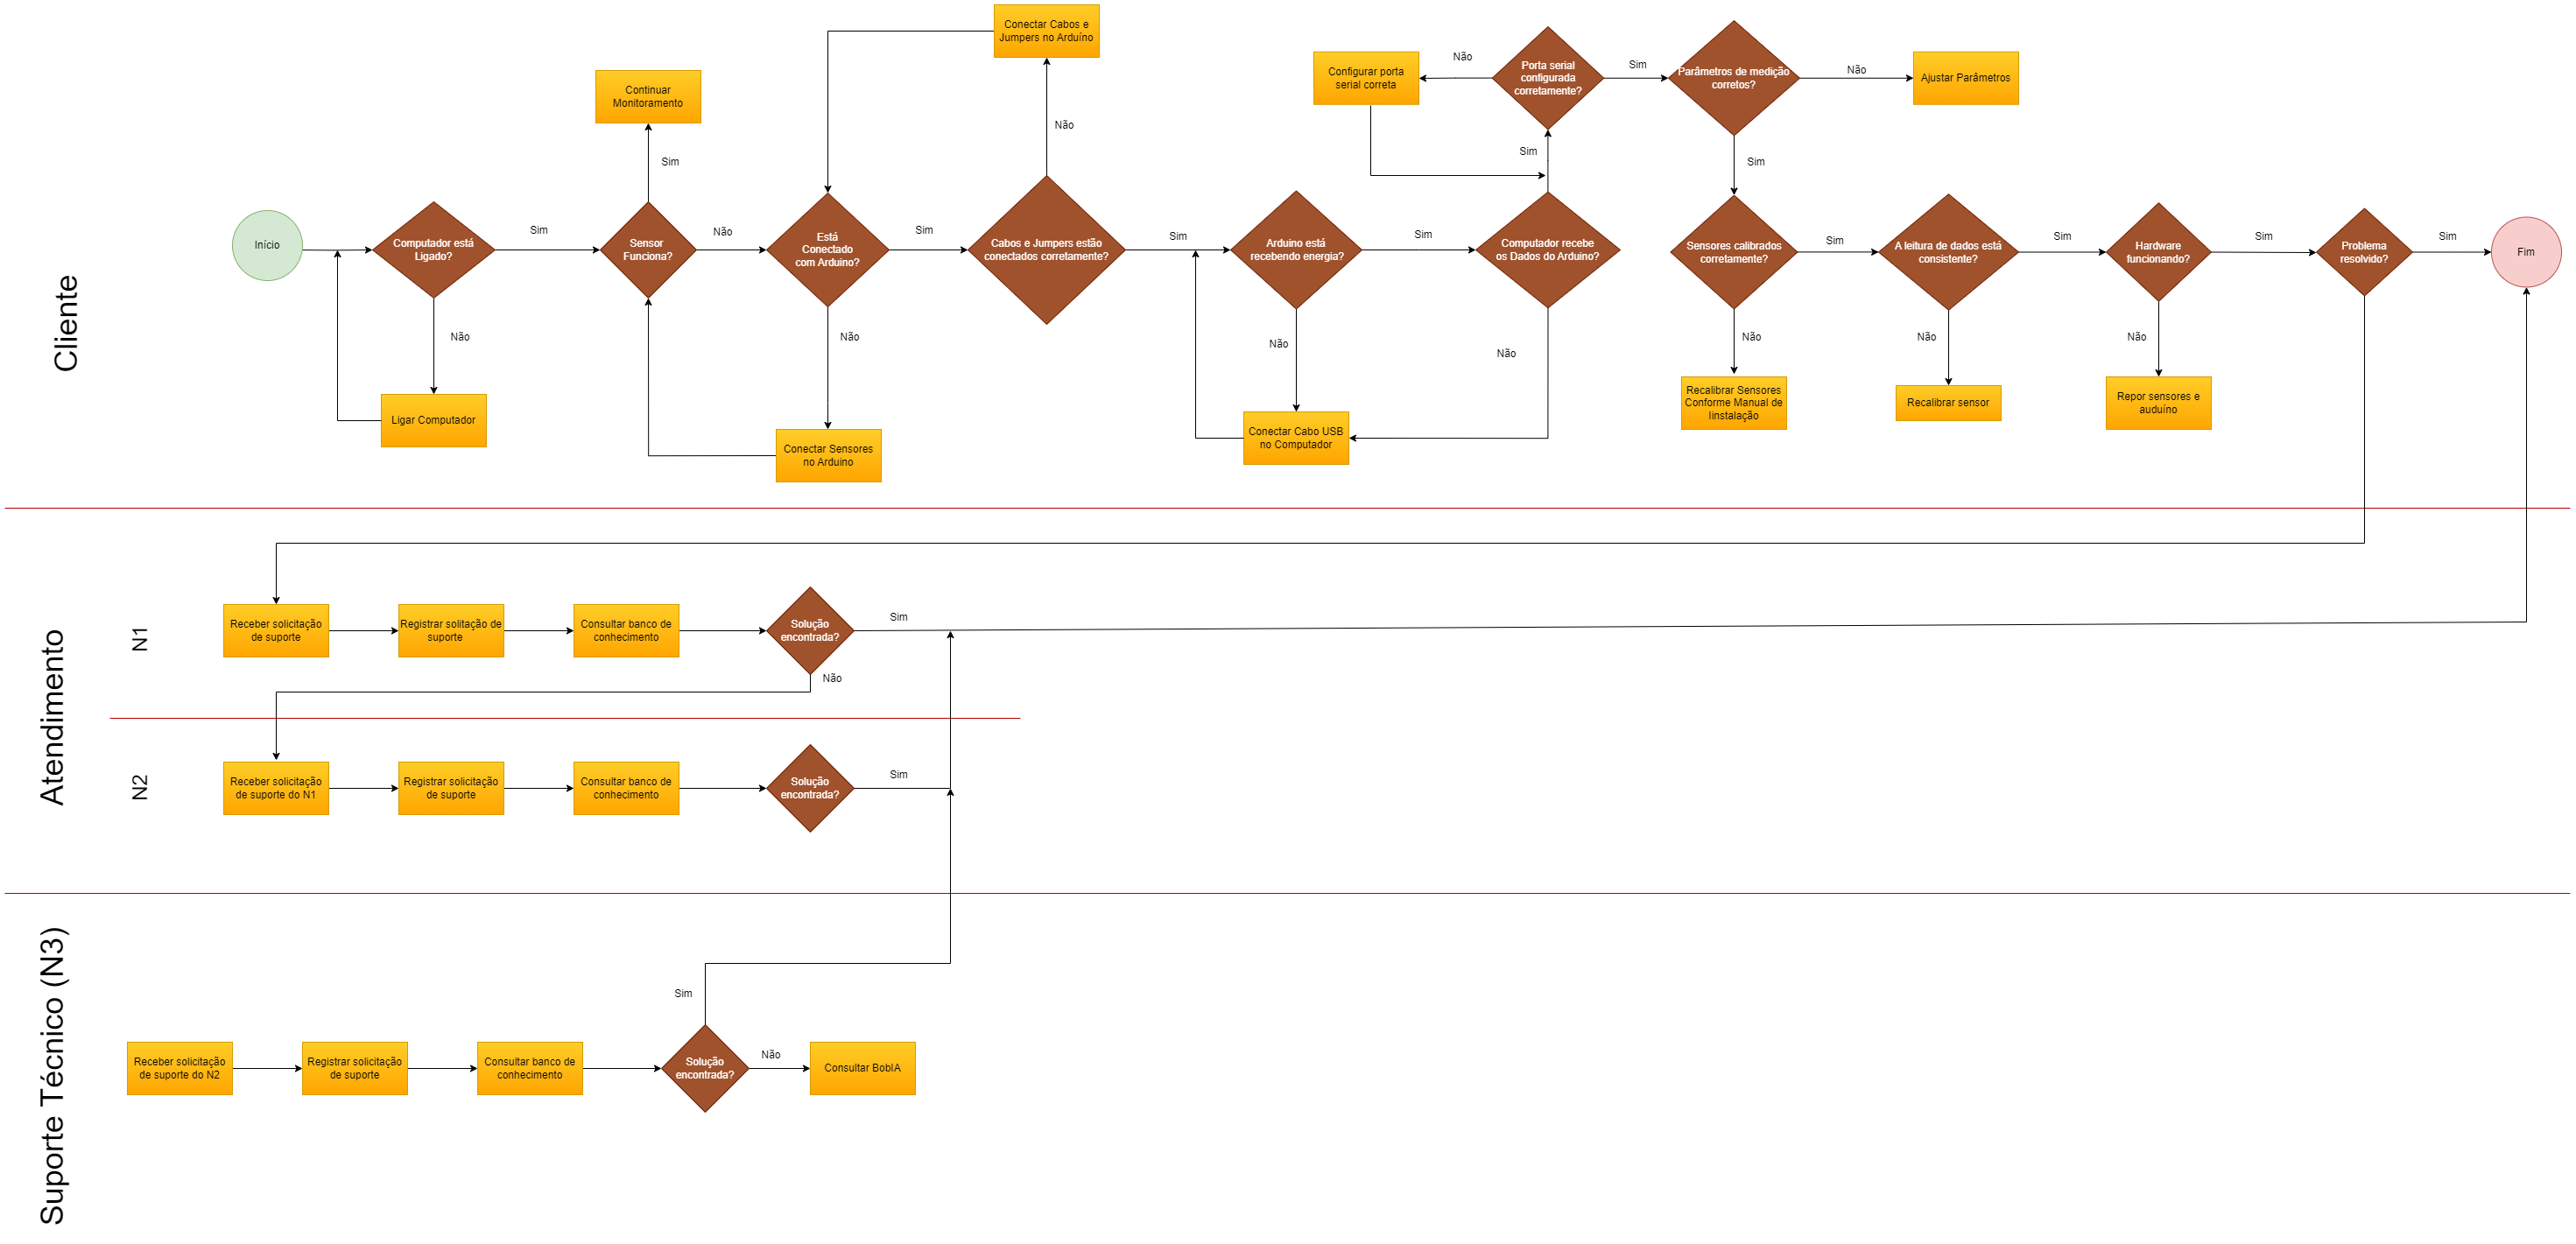 Cliente
Conectar Cabos e
Jumpers no Arduíno
Continuar
Monitoramento
Não
Sim
Configurar porta
serial correta
Não
Porta serial
configurada
corretamente?
Sim
Parâmetros de medição
corretos?
Não
Ajustar Parâmetros
Sim
Sim
Início
Computador está
Ligado?
Sim
Sensor
Funciona?
Não
Está
Conectado
com Arduino?
Sim
Cabos e Jumpers estão
conectados corretamente?
Sim
Arduino está
recebendo energia?
Sim
Computador recebe
os Dados do Arduino?
Sensores calibrados
corretamente?
Sim
A leitura de dados está
consistente?
Sim
Hardware
funcionando?
Sim
Problema
resolvido?
Sim
Fim
Não
Não
Não
Não
Não
Não
Não
Ligar Computador
Conectar Sensores
no Arduino
Conectar Cabo USB
no Computador
Recalibrar Sensores
Conforme Manual de
Iinstalação
Recalibrar sensor
Repor sensores e
auduíno
Atendimento
N1
Receber solicitação
de suporte
Registrar solitação de
suporte
Consultar banco de
conhecimento
Solução
encontrada?
Sim
Não
N2
Receber solicitação
de suporte do N1
Registrar solicitação
de suporte
Consultar banco de
conhecimento
Solução
encontrada?
Sim
Suporte Técnico (N3)
Receber solicitação
de suporte do N2
Registrar solicitação
de suporte
Consultar banco de
conhecimento
Solução
encontrada?
Sim
Não
Consultar BobIA